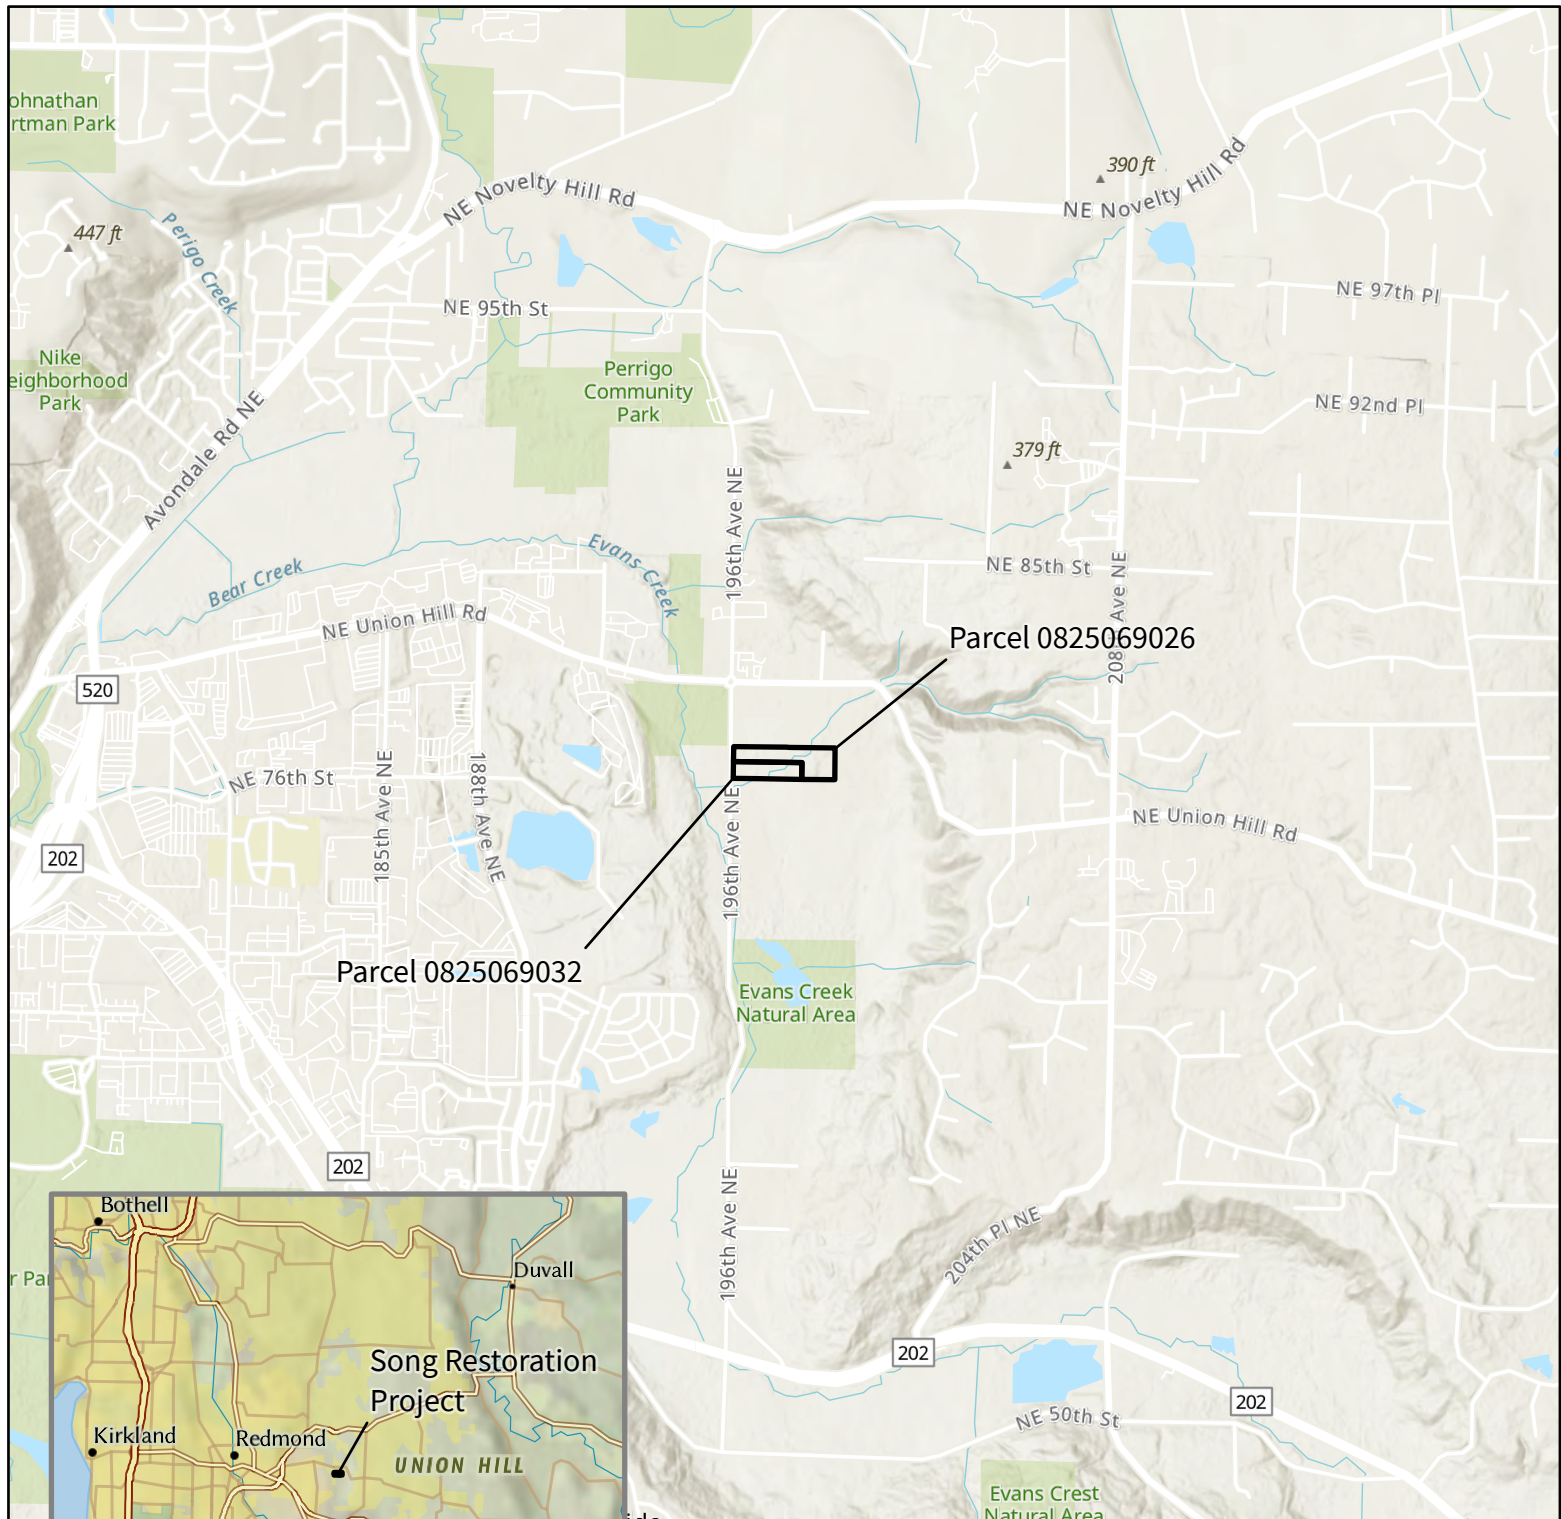 ohnathan
rtman Park
390 ft
NE Novelty Hill Rd
NE Novelty Hill Rd
447 ft
Perigo Creek
NE 95th St
NE 97th Pl
Nike
eighborhood
Park
Perrigo
Community
Park
Avondale Rd NE
NE 92nd Pl
379 ft
196th Ave NE
Evans Creek
Bear Creek
NE 85th St
NE Union Hill Rd
208th Ave NE
Parcel 0825069026
520
NE 76th St
185th Ave NE
188th Ave NE
196th Ave NE
NE Union Hill Rd
202
Parcel 0825069032
Evans Creek
Natural Area
202
196th Ave NE
204th Pl NE
r Par
Bothell
Duvall
Song Restoration
Project
Kirkland
Redmond
UNION HILL
202
202
NE 50th St
Evans Crest
Natural Area